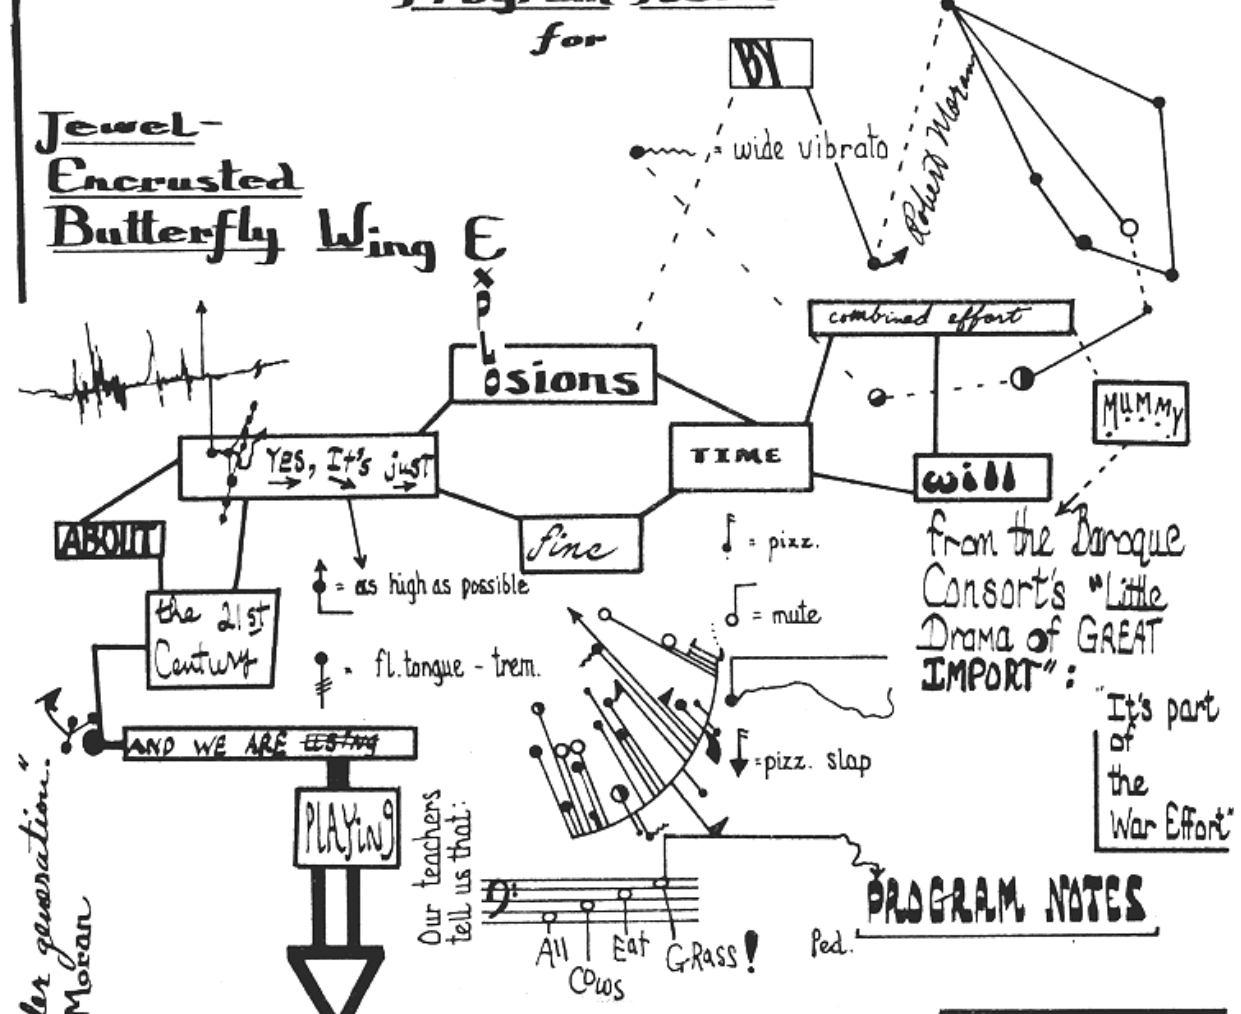 for
Jewel-
Encrusted
Butterfly Wing Explosions
BY
Robert Moran
= wide vibrato
combined effort
MUMMY
YES, It's just
TIME
will
fine
ABOUT
the 21st
Century
= as high as possible
= pizz.
= mute
fl. tongue - trem.
= pizz. slap
from the Baroque
Consort's "Little
Drama of GREAT
IMPORT":
"It's part
of
the
War Effort"
AND WE ARE using
PLAYING
Our teachers
tell us that:
All
Cows
Eat
GRASS!
Ped.
PROGRAM NOTES
generation."
Moran